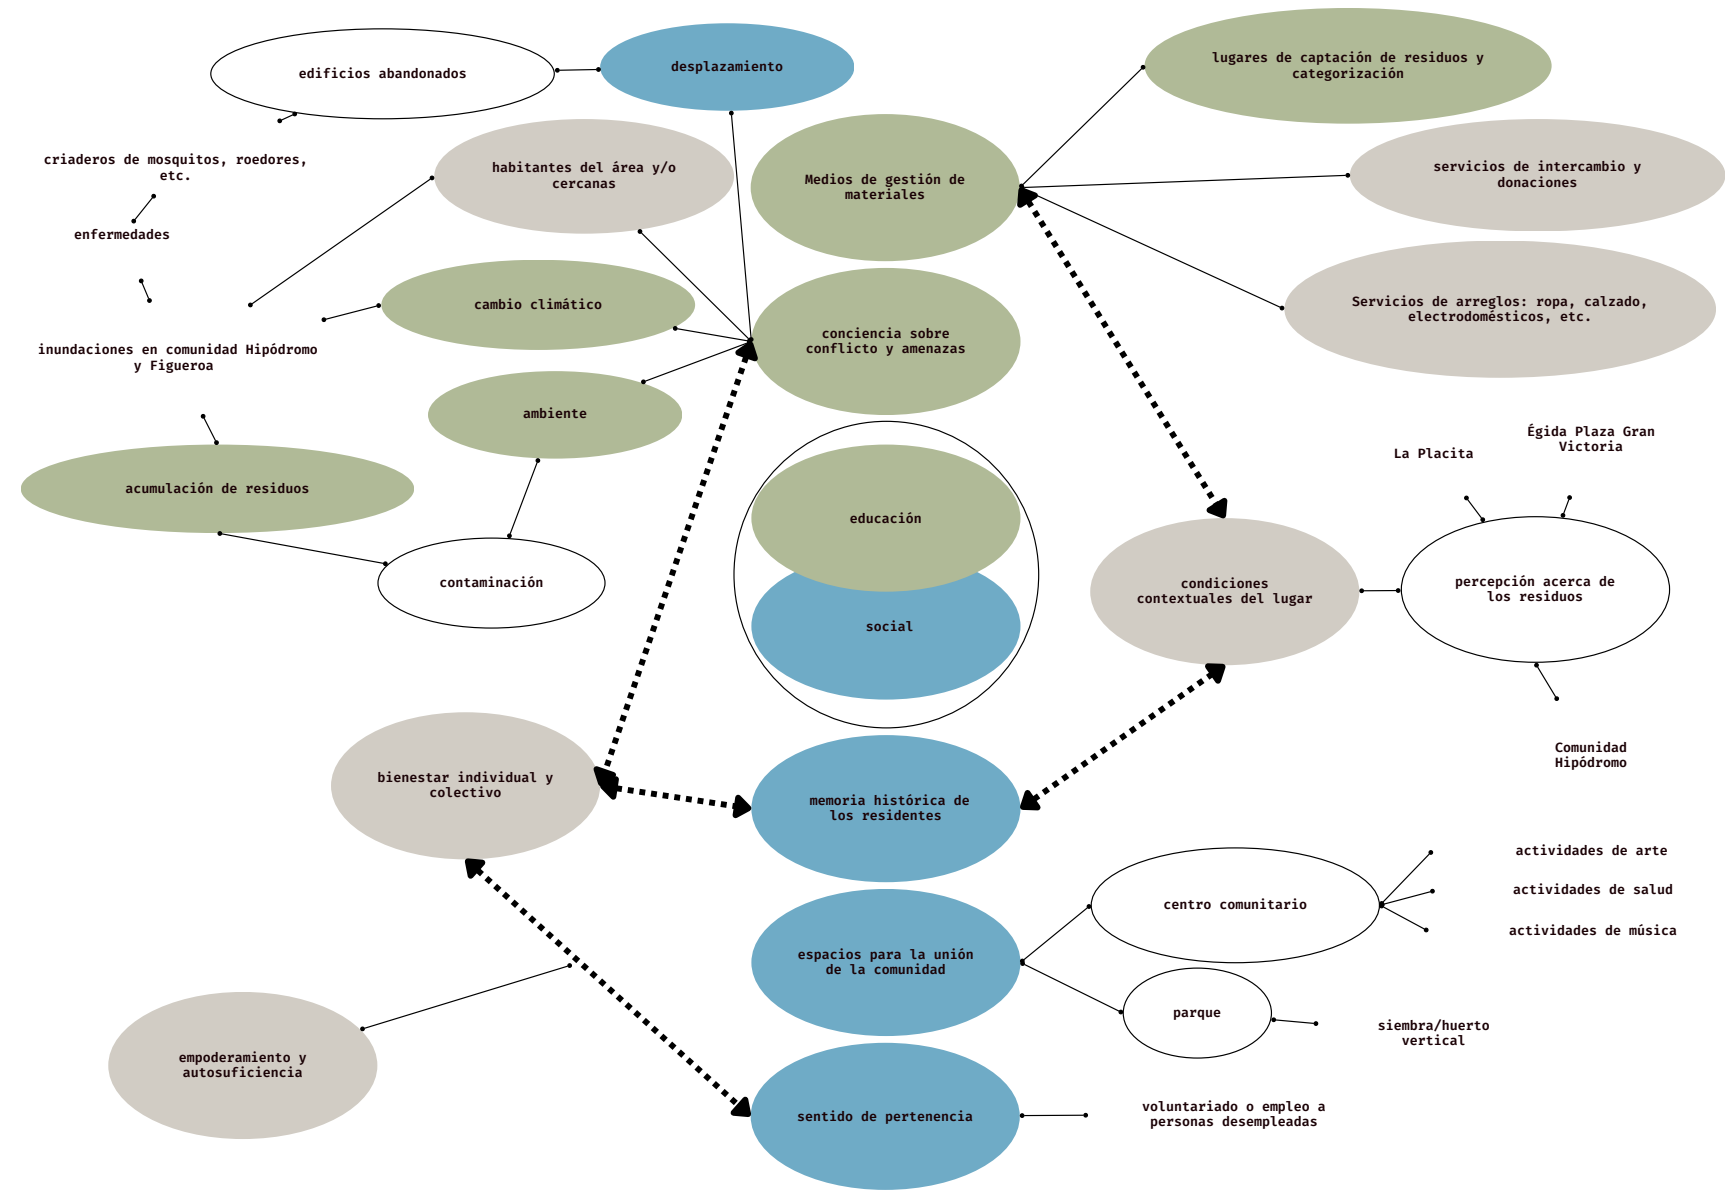 edificios abandonados
desplazamiento
lugares de captación de residuos y
categorización
criaderos de mosquitos, roedores,
etc.
habitantes del área y/o
cercanas
Medios de gestión de
materiales
servicios de intercambio y
donaciones
enfermedades
cambio climático
Servicios de arreglos: ropa, calzado,
electrodomésticos, etc.
inundaciones en comunidad Hipódromo
y Figueroa
conciencia sobre
conflicto y amenazas
ambiente
La Placita
Égida Plaza Gran
Victoria
acumulación de residuos
educación
contaminación
condiciones
contextuales del lugar
percepción acerca de
los residuos
social
bienestar individual y
colectivo
memoria histórica de
los residentes
Comunidad
Hipódromo
centro comunitario
actividades de arte
actividades de salud
actividades de música
espacios para la unión
de la comunidad
parque
siembra/huerto
vertical
empoderamiento y
autosuficiencia
sentido de pertenencia
voluntariado o empleo a
personas desempleadas